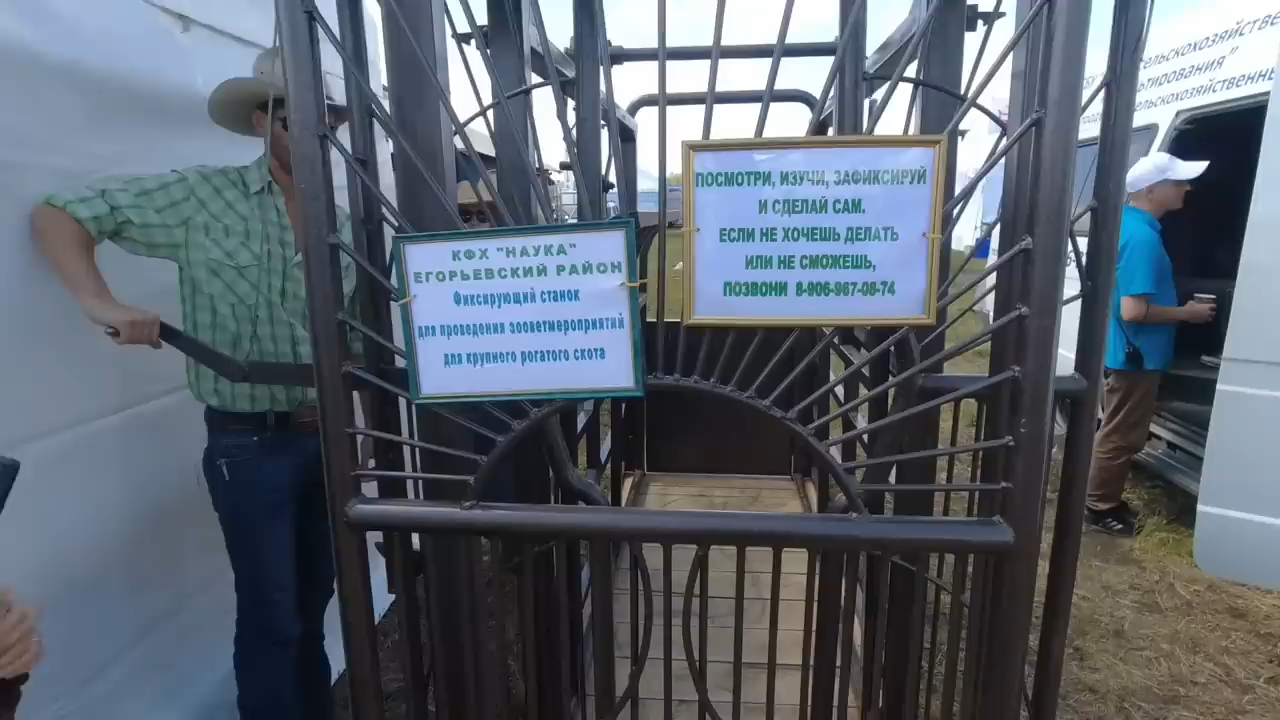 КФХ "НАУКА"
ЕГОРЬЕВСКИЙ РАЙОН
Фиксирующий станок
для проведения зооветмероприятий
для крупного рогатого скота
ПОСМОТРИ, ИЗУЧИ, ЗАФИКСИРУЙ
И СДЕЛАЙ САМ.
ЕСЛИ НЕ ХОЧЕШЬ ДЕЛАТЬ
ИЛИ НЕ СМОЖЕШЬ,
ПОЗВОНИ 8-906-967-08-74